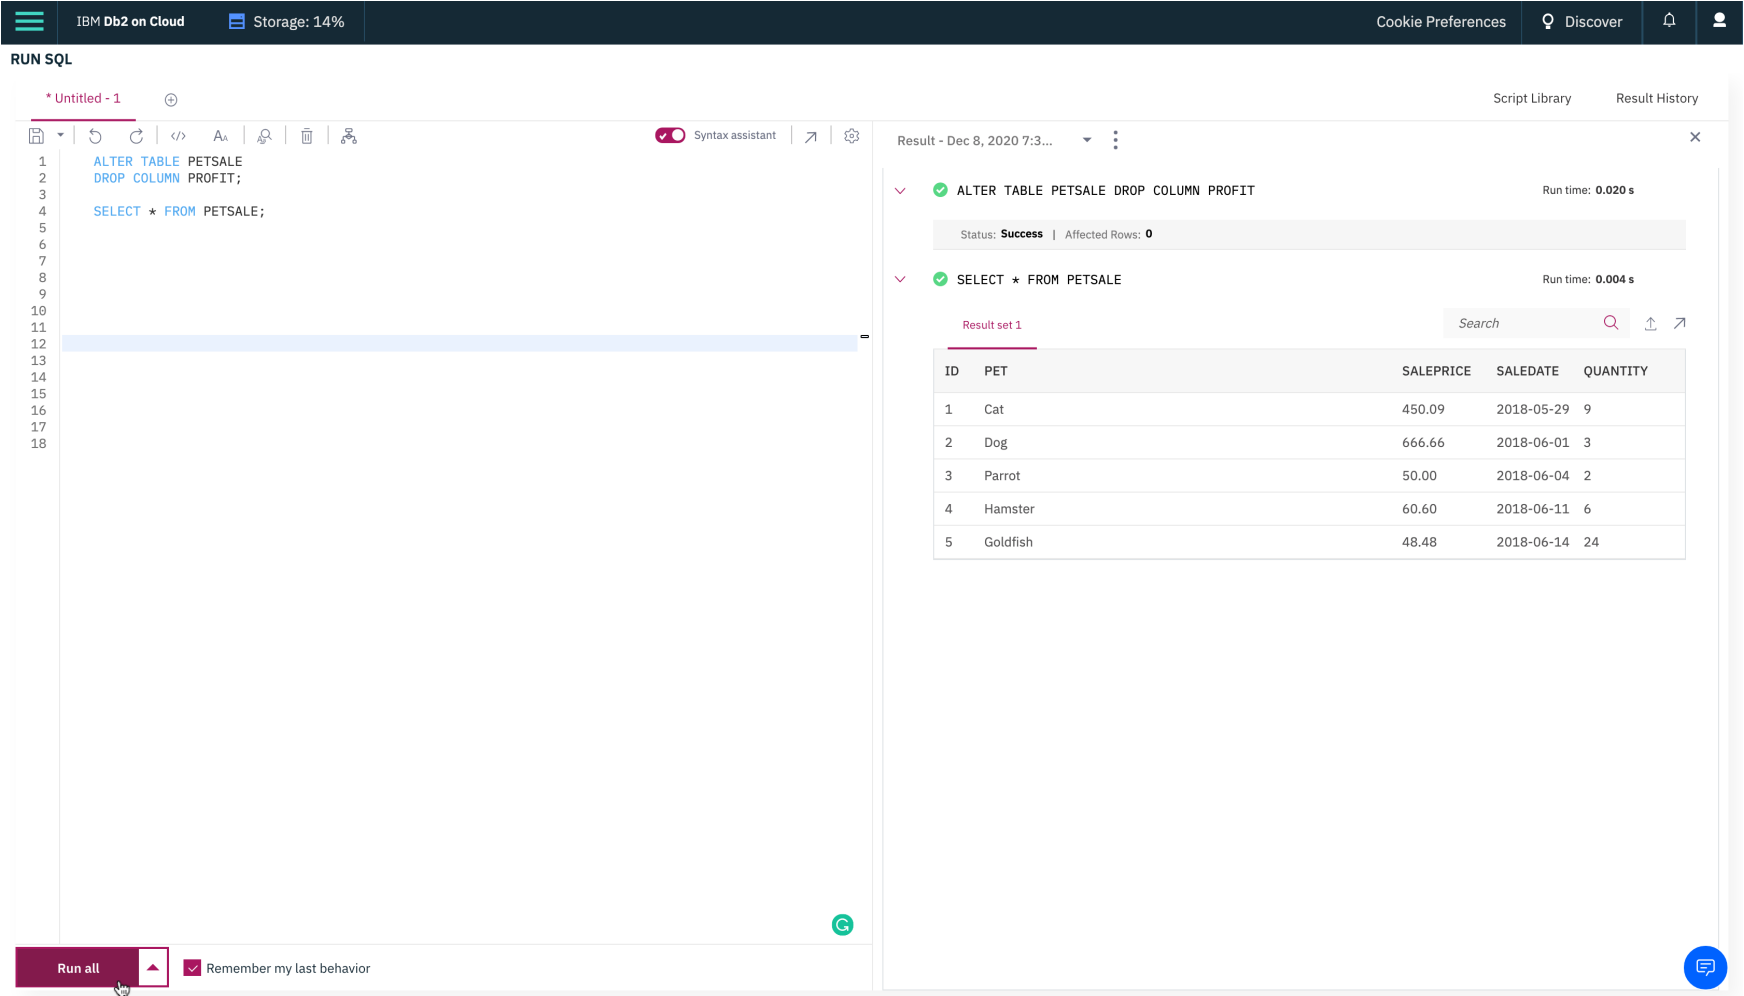 IBM Db2 on Cloud
Storage: 14%
Cookie Preferences
Discover
RUN SQL
* Untitled - 1
Script Library
Result History
Syntax assistant
Result - Dec 8, 2020 7:3...
1 ALTER TABLE PETSALE
2 DROP COLUMN PROFIT;
3
4 SELECT * FROM PETSALE;
5
6
7
8
9
10
11
12
13
14
15
16
17
18
ALTER TABLE PETSALE DROP COLUMN PROFIT
Run time: 0.020 s
Status: Success | Affected Rows: 0
SELECT * FROM PETSALE
Run time: 0.004 s
Result set 1
Search
ID PET SALEPRICE SALEDATE QUANTITY
1 Cat 450.09 2018-05-29 9
2 Dog 666.66 2018-06-01 3
3 Parrot 50.00 2018-06-04 2
4 Hamster 60.60 2018-06-11 6
5 Goldfish 48.48 2018-06-14 24
Run all
Remember my last behavior